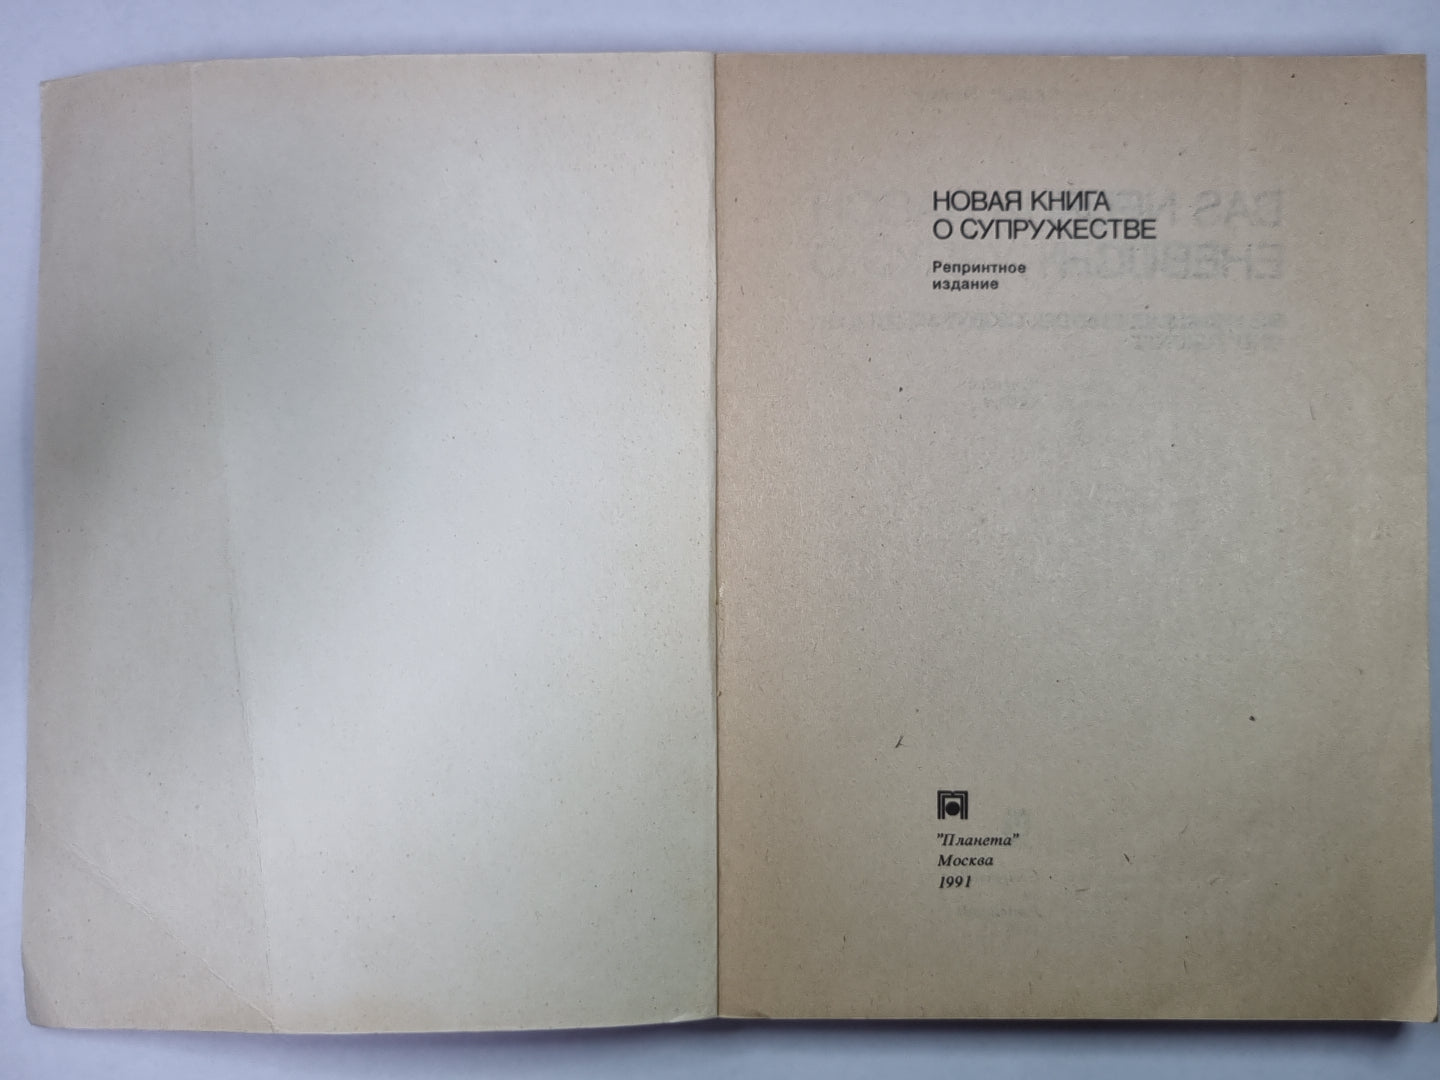 НОВАЯ КНИГА
О СУПРУЖЕСТВЕ
Репринтное
издание
"Планета"
Москва
1991